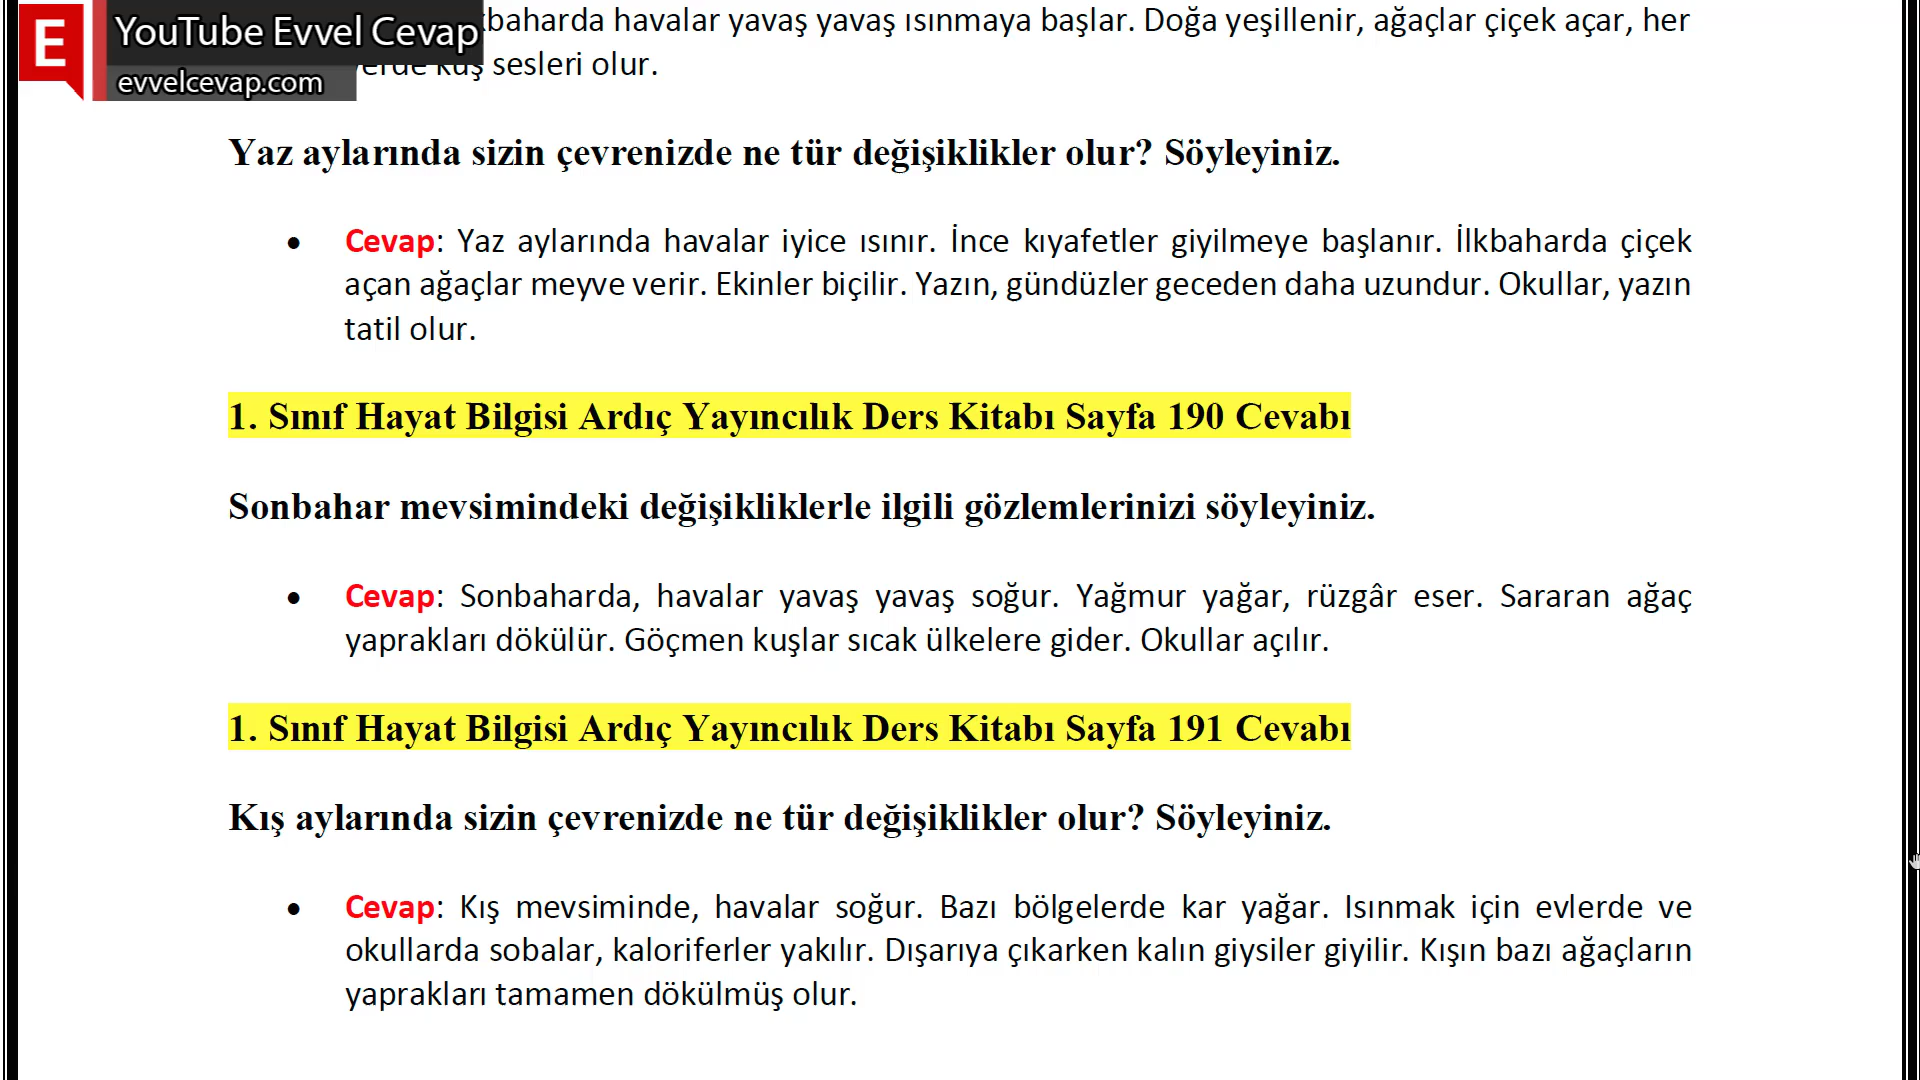 YouTube Evvel Cevap
evvelcevap.com
kbaharda havalar yavaş yavaş ısınmaya başlar. Doğa yeşillenir, ağaçlar çiçek açar, her
kuş sesleri olur.
Yaz aylarında sizin çevrenizde ne tür değişiklikler olur? Söyleyiniz.
• Cevap: Yaz aylarında havalar iyice ısınır. İnce kıyafetler giyilmeye başlanır. İlkbaharda çiçek
açan ağaçlar meyve verir. Ekinler biçilir. Yazın, gündüzler geceden daha uzundur. Okullar, yazın
tatil olur.
1. Sınıf Hayat Bilgisi Ardıç Yayıncılık Ders Kitabı Sayfa 190 Cevabı
Sonbahar mevsimindeki değişikliklerle ilgili gözlemlerinizi söyleyiniz.
• Cevap: Sonbaharda, havalar yavaş yavaş soğur. Yağmur yağar, rüzgâr eser. Sararan ağaç
yaprakları dökülür. Göçmen kuşlar sıcak ülkelere gider. Okullar açılır.
1. Sınıf Hayat Bilgisi Ardıç Yayıncılık Ders Kitabı Sayfa 191 Cevabı
Kış aylarında sizin çevrenizde ne tür değişiklikler olur? Söyleyiniz.
• Cevap: Kış mevsiminde, havalar soğur. Bazı bölgelerde kar yağar. Isınmak için evlerde ve
okullarda sobalar, kaloriferler yakılır. Dışarıya çıkarken kalın giysiler giyilir. Kışın bazı ağaçların
yaprakları tamamen dökülmüş olur.